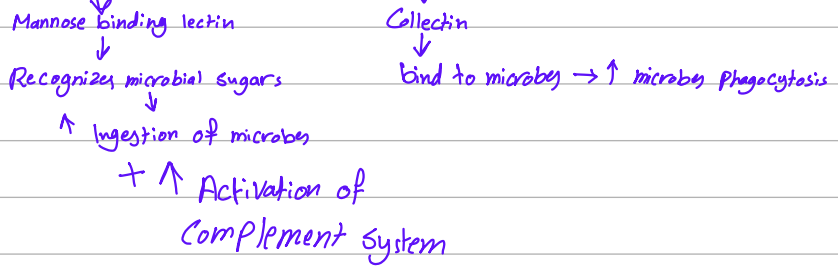 Mannose binding lectin
↓
Recognizes microbial sugars
↓
↑ Ingestion of microbes
+ ↑ Activation of
Complement system
Collectin
↓
bind to microbes → ↑ microbes phagocytosis